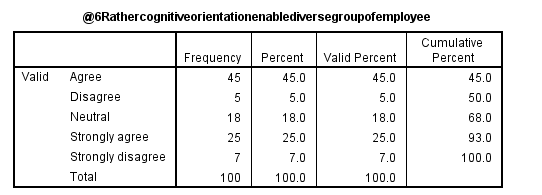 @6Rathercognitiveorientationenablediversegroupofemployee
Frequency Percent Valid Percent Cumulative Percent
Valid Agree 45 45.0 45.0 45.0
Disagree 5 5.0 5.0 50.0
Neutral 18 18.0 18.0 68.0
Strongly agree 25 25.0 25.0 93.0
Strongly disagree 7 7.0 7.0 100.0
Total 100 100.0 100.0